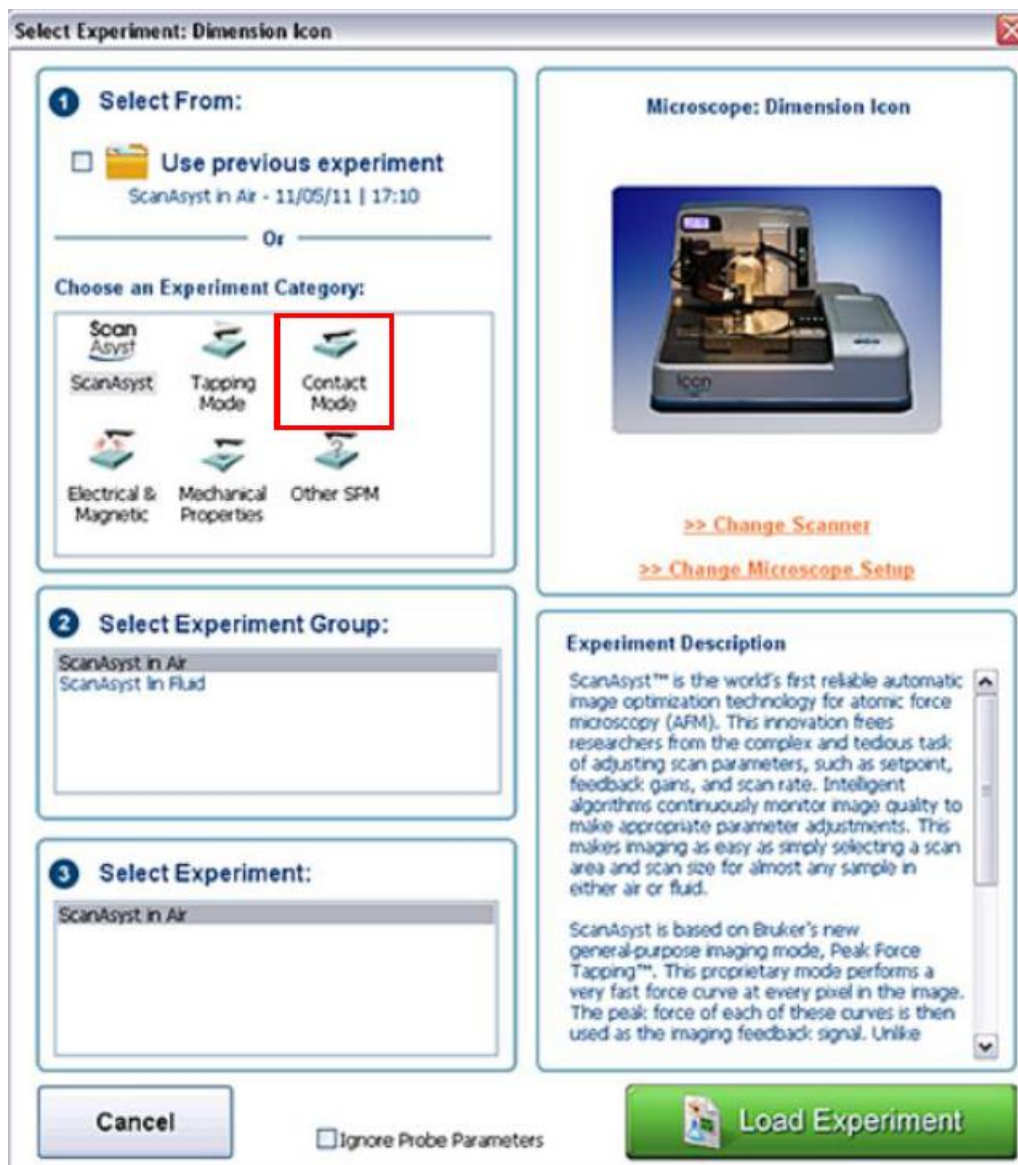 Select Experiment: Dimension Icon
1 Select From:
Use previous experiment
ScanAsyst in Air - 11/05/11 | 17:10
Or
Choose an Experiment Category:
Scan
Asyst
ScanAsyst
Tapping
Mode
Contact
Mode
Electrical &
Magnetic
Mechanical
Properties
Other SPM
2 Select Experiment Group:
ScanAsyst in Air
ScanAsyst lin Fluid
3 Select Experiment:
ScanAsyst in Air
Cancel
Ignore Probe Parameters
Microscope: Dimension Icon
Icon
>> Change Scanner
>> Change Microscope Setup
Experiment Description
ScanAsyst™ is the world's first reliable automatic
image optimization technology for atomic force
microscopy (AFM). This innovation frees
researchers from the complex and tedious task
of adjusting scan parameters, such as setpoint,
feedback gains, and scan rate. Intelligent
algorithms continuously monitor image quality to
make appropriate parameter adjustments. This
makes imaging as easy as simply selecting a scan
area and scan size for almost any sample in
either air or fluid.
ScanAsyst is based on Bruker's new
general-purpose imaging mode, Peak Force
Tapping™. This proprietary mode performs a
very fast force curve at every pixel in the image.
The peak force of each of these curves is then
used as the imaging feedback signal. Unlike
Load Experiment